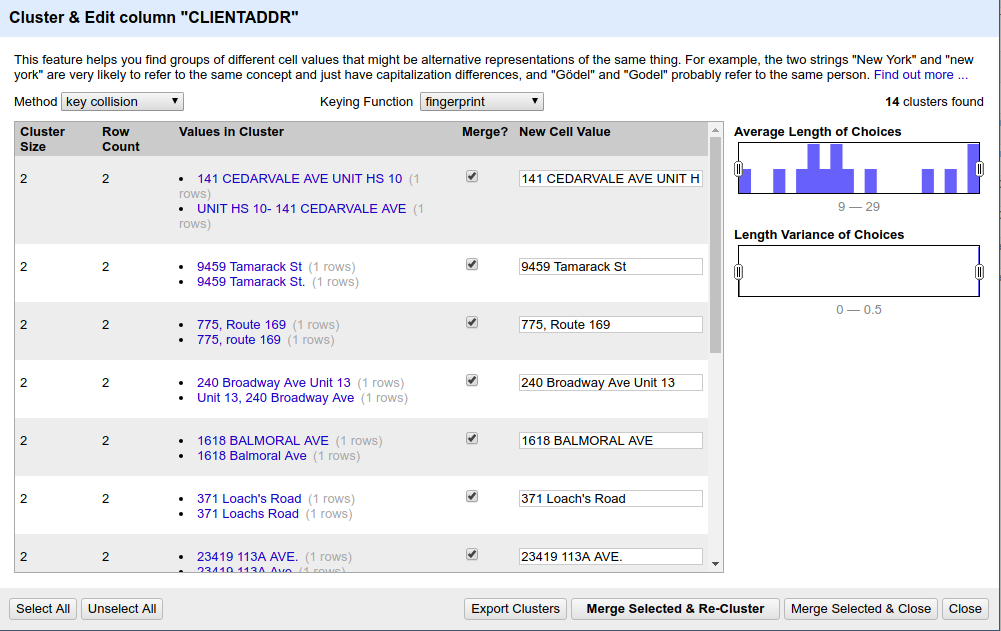 Cluster & Edit column "CLIENTADDR"
This feature helps you find groups of different cell values that might be alternative representations of the same thing. For example, the two strings "New York" and "new
york" are very likely to refer to the same concept and just have capitalization differences, and "Gödel" and "Godel" probably refer to the same person. Find out more ...
Method key collision Keying Function fingerprint 14 clusters found
Cluster Size Row Count Values in Cluster Merge? New Cell Value
2 2 141 CEDARVALE AVE UNIT HS 10 (1 rows) 141 CEDARVALE AVE UNIT H
UNIT HS 10- 141 CEDARVALE AVE (1 rows)
2 2 9459 Tamarack St (1 rows) 9459 Tamarack St
9459 Tamarack St. (1 rows)
2 2 775, Route 169 (1 rows) 775, Route 169
775, route 169 (1 rows)
2 2 240 Broadway Ave Unit 13 (1 rows) 240 Broadway Ave Unit 13
Unit 13, 240 Broadway Ave (1 rows)
2 2 1618 BALMORAL AVE (1 rows) 1618 BALMORAL AVE
1618 Balmoral Ave (1 rows)
2 2 371 Loach's Road (1 rows) 371 Loach's Road
371 Loachs Road (1 rows)
2 2 23419 113A AVE. (1 rows) 23419 113A AVE.
23419 113A Ave (1 rows)
Average Length of Choices
9 — 29
Length Variance of Choices
0 — 0.5
Select All Unselect All Export Clusters Merge Selected & Re-Cluster Merge Selected & Close Close